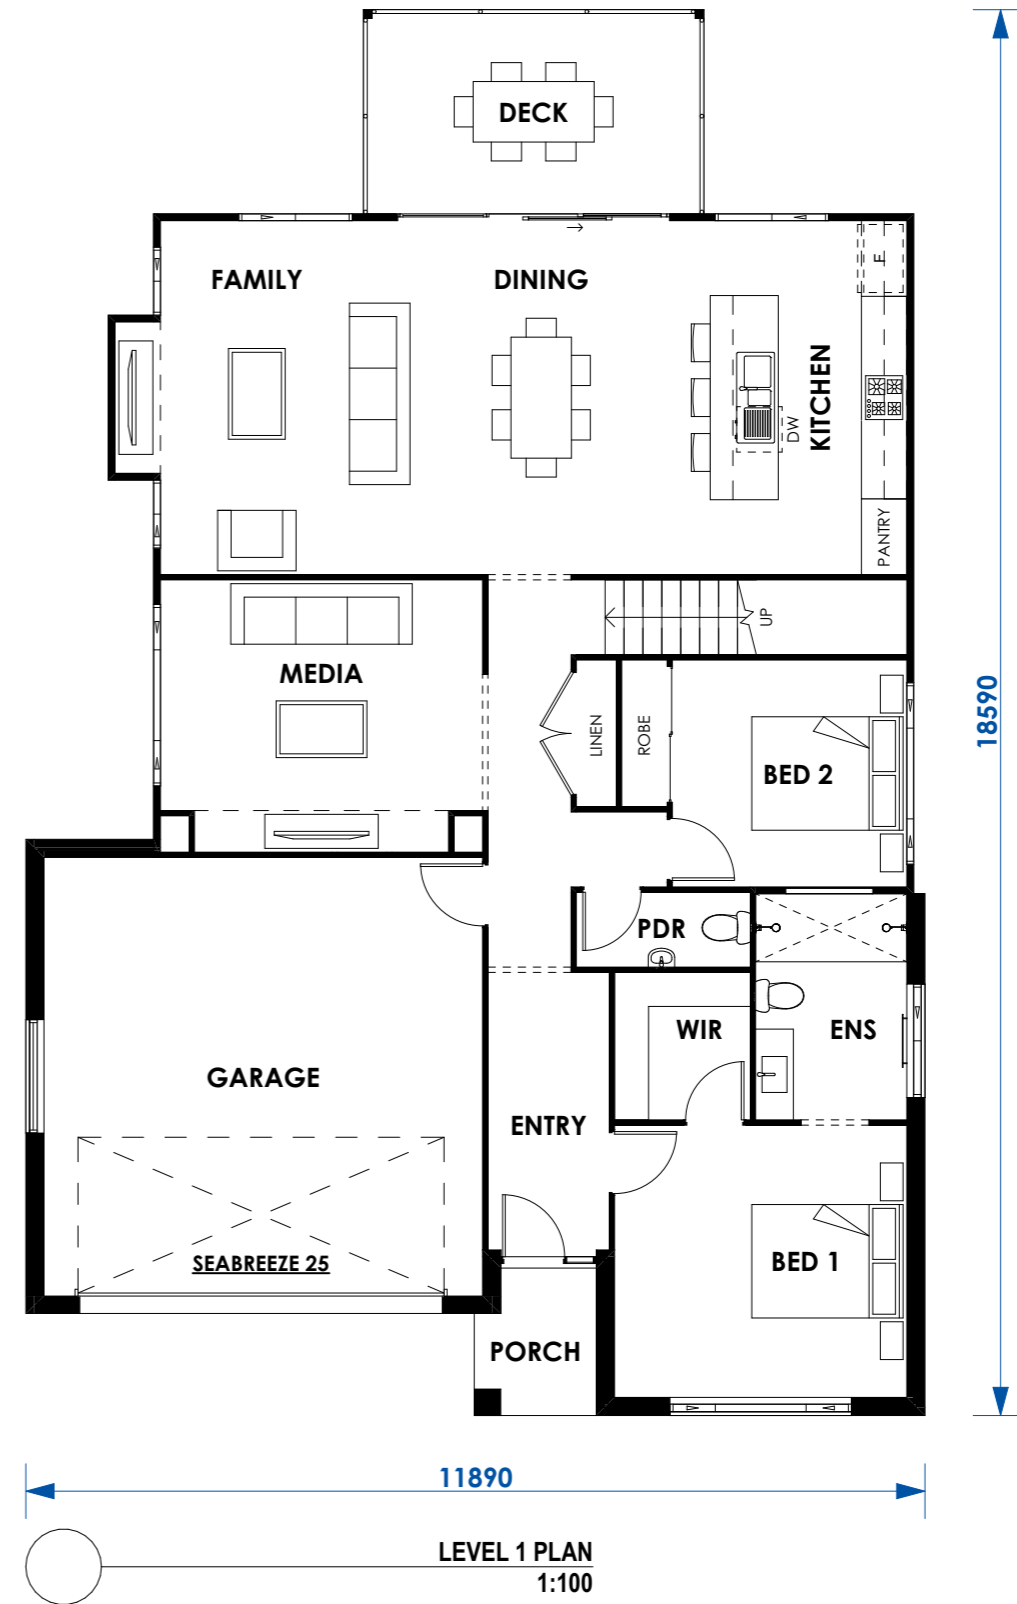 DECK
FAMILY
DINING
F
KITCHEN
DW
PANTRY
UP
MEDIA
LINEN
ROBE
BED 2
18590
PDR
WIR
ENS
GARAGE
ENTRY
SEABREEZE 25
BED 1
PORCH
11890
LEVEL 1 PLAN
1:100